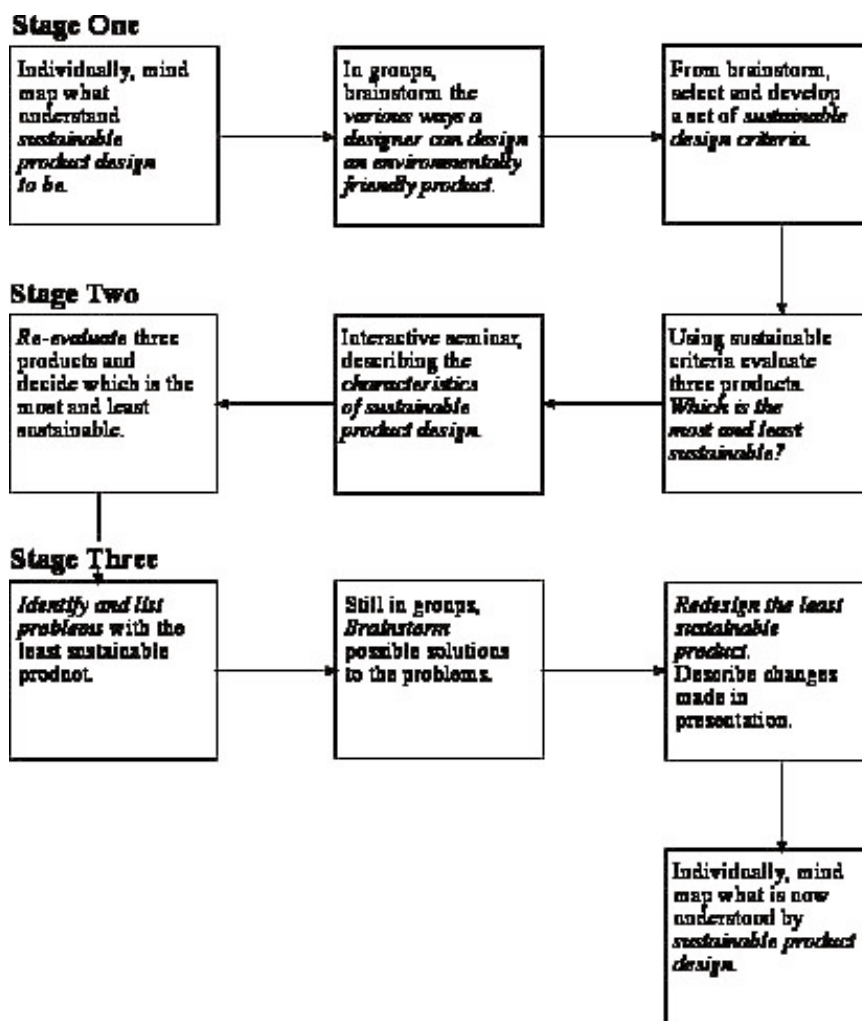 Stage One
Individually, mind
map what
understand
sustainable
product design
to be.
In groups,
brainstorm the
various ways a
designer can design
an environmentally
friendly product.
From brainstorm,
select and develop
a set of sustainable
design criteria.
Stage Two
Re-evaluate three
products and
decide which is the
most and least
sustainable.
Interactive seminar,
describing the
characteristics
of sustainable
product design.
Using sustainable
criteria evaluate
three products.
Which is the
most and least
sustainable?
Stage Three
Identify and list
problems with the
least sustainable
product.
Still in groups,
Brainstorm
possible solutions
to the problems.
Redesign the least
sustainable
product.
Describe changes
made in
presentation.
Individually, mind
map what is now
understood by
sustainable product
design.